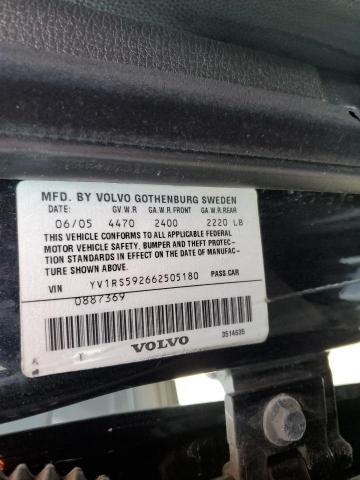 MFD. BY VOLVO GOTHENBURG SWEDEN
DATE: GV.W.R GA.W.R.FRONT GA.W.R.REAR
06/05 4470 2400 2220 LB
THIS VEHICLE CONFORMS TO ALL APPLICABLE FEDERAL
MOTOR VEHICLE SAFETY, BUMPER AND THEFT PROTEC-
TION STANDARDS IN EFFECT ON THE DATE OF MANUFAC-
TURE SHOWN ABOVE
VIN YV1RS592662505180 PASS.CAR
0887369
VOLVO 3514635